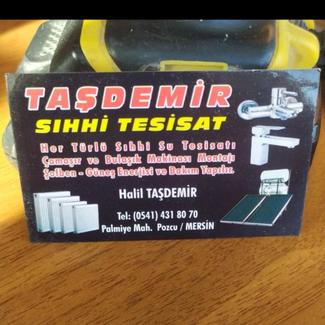 TAŞDEMİR
SIHHİ TESİSAT
Her Türlü Sıhhi Su Tesisatı
Çamaşır ve Bulaşık Makinası Montajı
Şofben - Güneş Enerjisi ve Bakım Yapılır.
Halil TAŞDEMİR
Tel: (0541) 431 80 70
Palmiye Mah. Pozcu / MERSİN